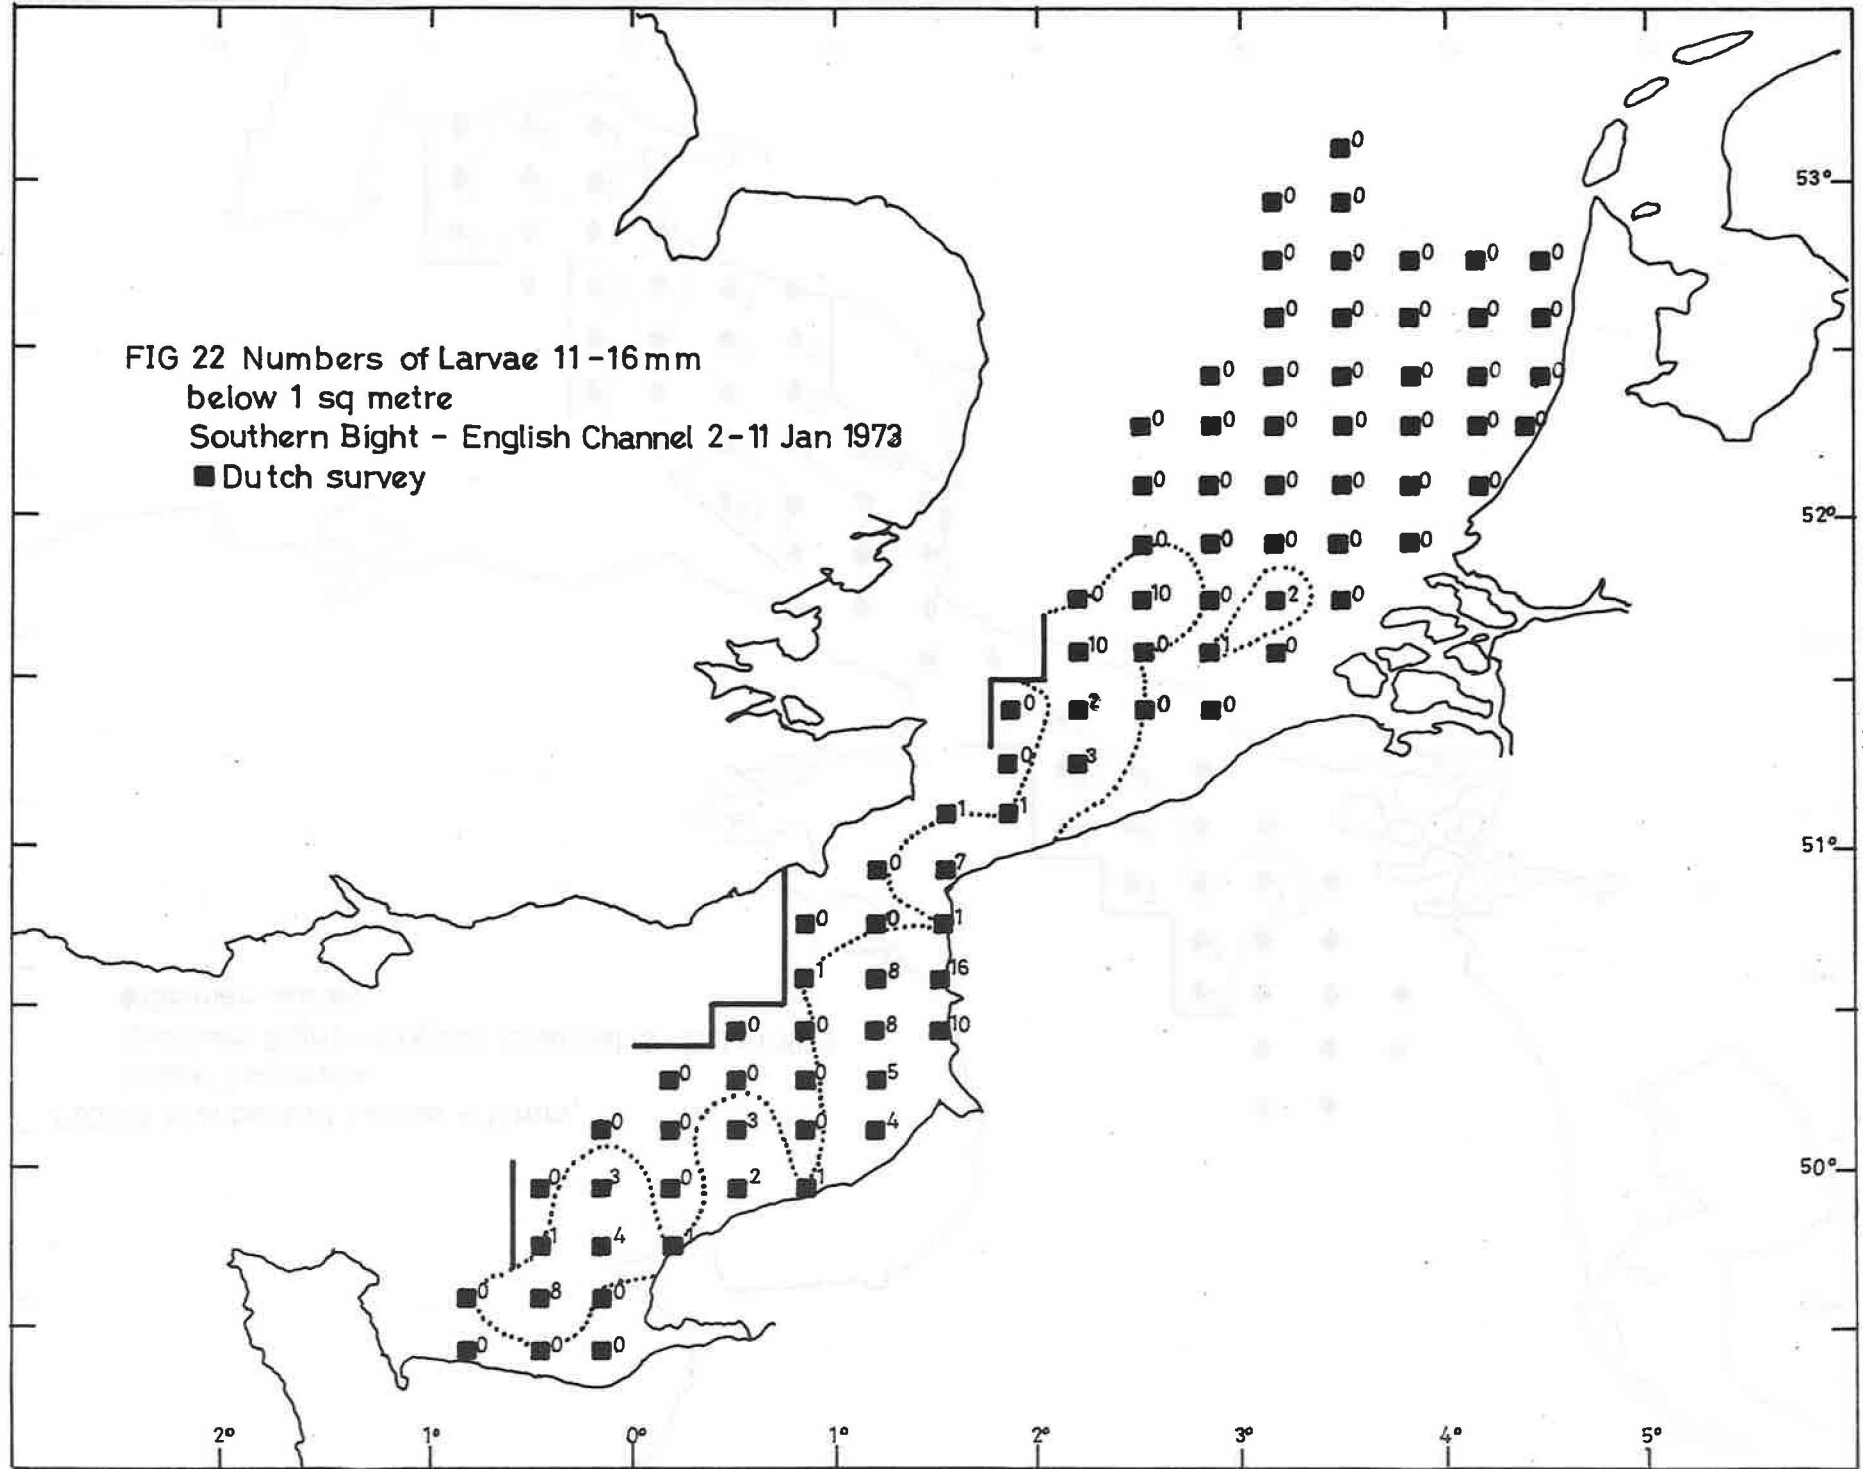 FIG 22 Numbers of Larvae 11-16mm
below 1 sq metre
Southern Bight - English Channel 2-11 Jan 1973
■ Dutch survey
0
0 0
0 0 0 0 0
0 0 0 0 0
0 0 0 0 0 0
0 0 0 0 0 0 0
0 0 0 0 0 0
0 0 0 0 0
0 10 0 2 0
10 0 1 0
0 2 0 0
0 3
1 1
0 7
0 0 1
1 8 16
0 0 8 10
0 0 0 5
0 0 3 0 4
0 3 0 2 1
1 4 1
0 8 0
0 0 0
53°
52°
51°
50°
2° 1° 0° 1° 2° 3° 4° 5°